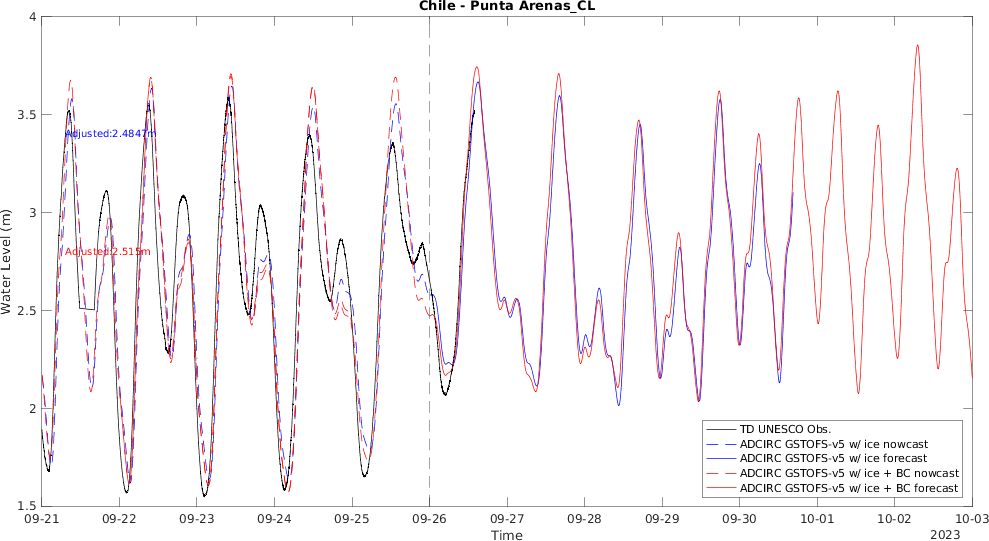 Chile - Punta Arenas_CL
4
3.5
3
2.5
2
1.5
Water Level (m)
Adjusted:2.4847m
Adjusted:2.515m
TD UNESCO Obs.
ADCIRC GSTOFS-v5 w/ ice nowcast
ADCIRC GSTOFS-v5 w/ ice forecast
ADCIRC GSTOFS-v5 w/ ice + BC nowcast
ADCIRC GSTOFS-v5 w/ ice + BC forecast
09-21 09-22 09-23 09-24 09-25 09-26 09-27 09-28 09-29 09-30 10-01 10-02 10-03
Time
2023